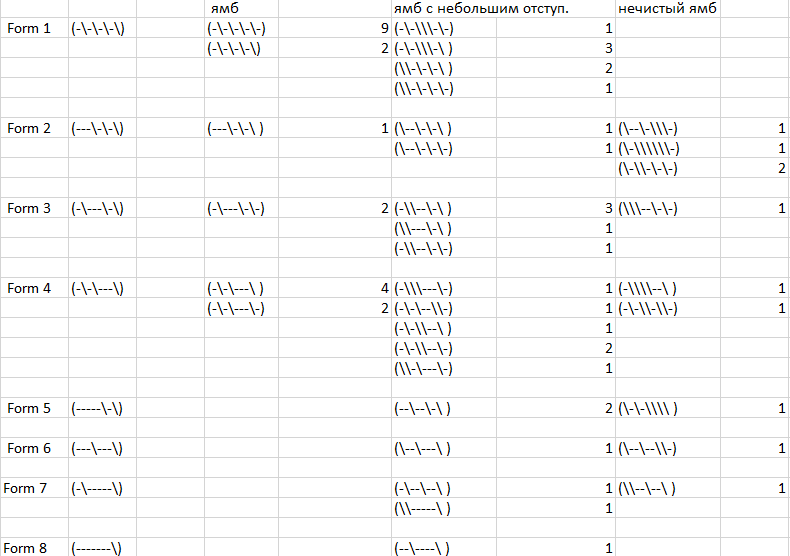 ямб ямб с небольшим отступ. нечистый ямб
Form 1 (-\-\-\-\) (-\-\-\-\-) 9 (-\-\\\-\-) 1
(-\-\-\-\) 2 (-\-\\\-\ ) 3
(\\-\-\-\ ) 2
(\\-\-\-\-) 1
Form 2 (---\-\-\) (---\-\-\ ) 1 (\--\-\-\ ) 1 (\--\-\\\-) 1
(\--\-\-\-) 1 (\-\\\\\\-) 1
(\-\\-\-\-) 2
Form 3 (-\---\-\) (-\---\-\-) 2 (-\\--\-\ ) 3 (\\\--\-\-) 1
(\\---\-\ ) 1
(-\\--\-\-) 1
Form 4 (-\-\---\) (-\-\---\ ) 4 (-\\\---\-) 1 (-\\\\--\ ) 1
(-\-\---\-) 2 (-\-\--\\-) 1 (-\-\\-\\-) 1
(-\-\\--\ ) 1
(-\-\\--\-) 2
(\\-\---\-) 1
Form 5 (-----\-\) (--\--\-\ ) 2 (\-\-\\\\ ) 1
Form 6 (---\---\) (\--\---\ ) 1 (\--\--\\-) 1
Form 7 (-\-----\) (-\--\--\ ) 1 (\\--\--\ ) 1
(\\-----\ ) 1
Form 8 (-------\) (--\----\ ) 1